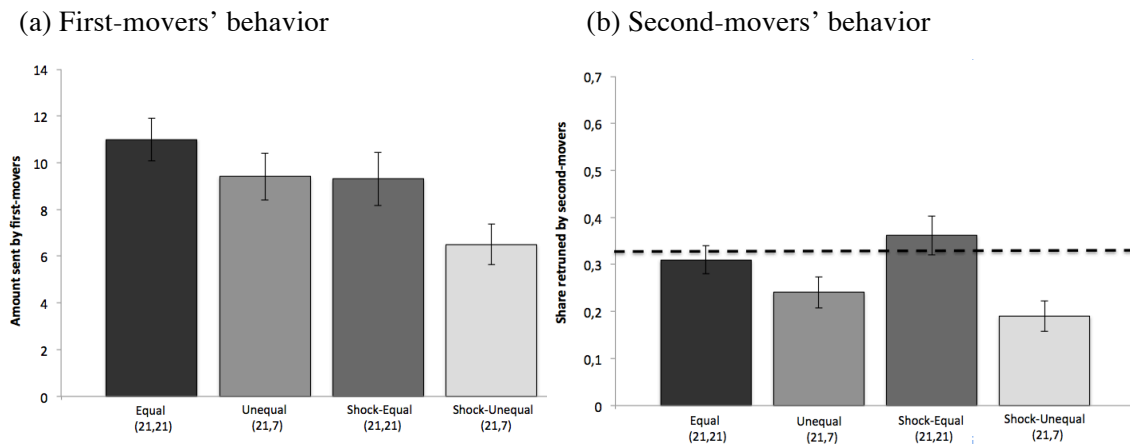 (a) First-movers' behavior
(b) Second-movers' behavior
Amount sent by first-movers
14
12
10
8
6
4
2
0
Equal
(21,21)
Unequal
(21,7)
Shock-Equal
(21,21)
Shock-Unequal
(21,7)
Share retruned by second-movers
0,7
0,6
0,5
0,4
0,3
0,2
0,1
0
Equal
(21,21)
Unequal
(21,7)
Shock-Equal
(21,21)
Shock-Unequal
(21,7)